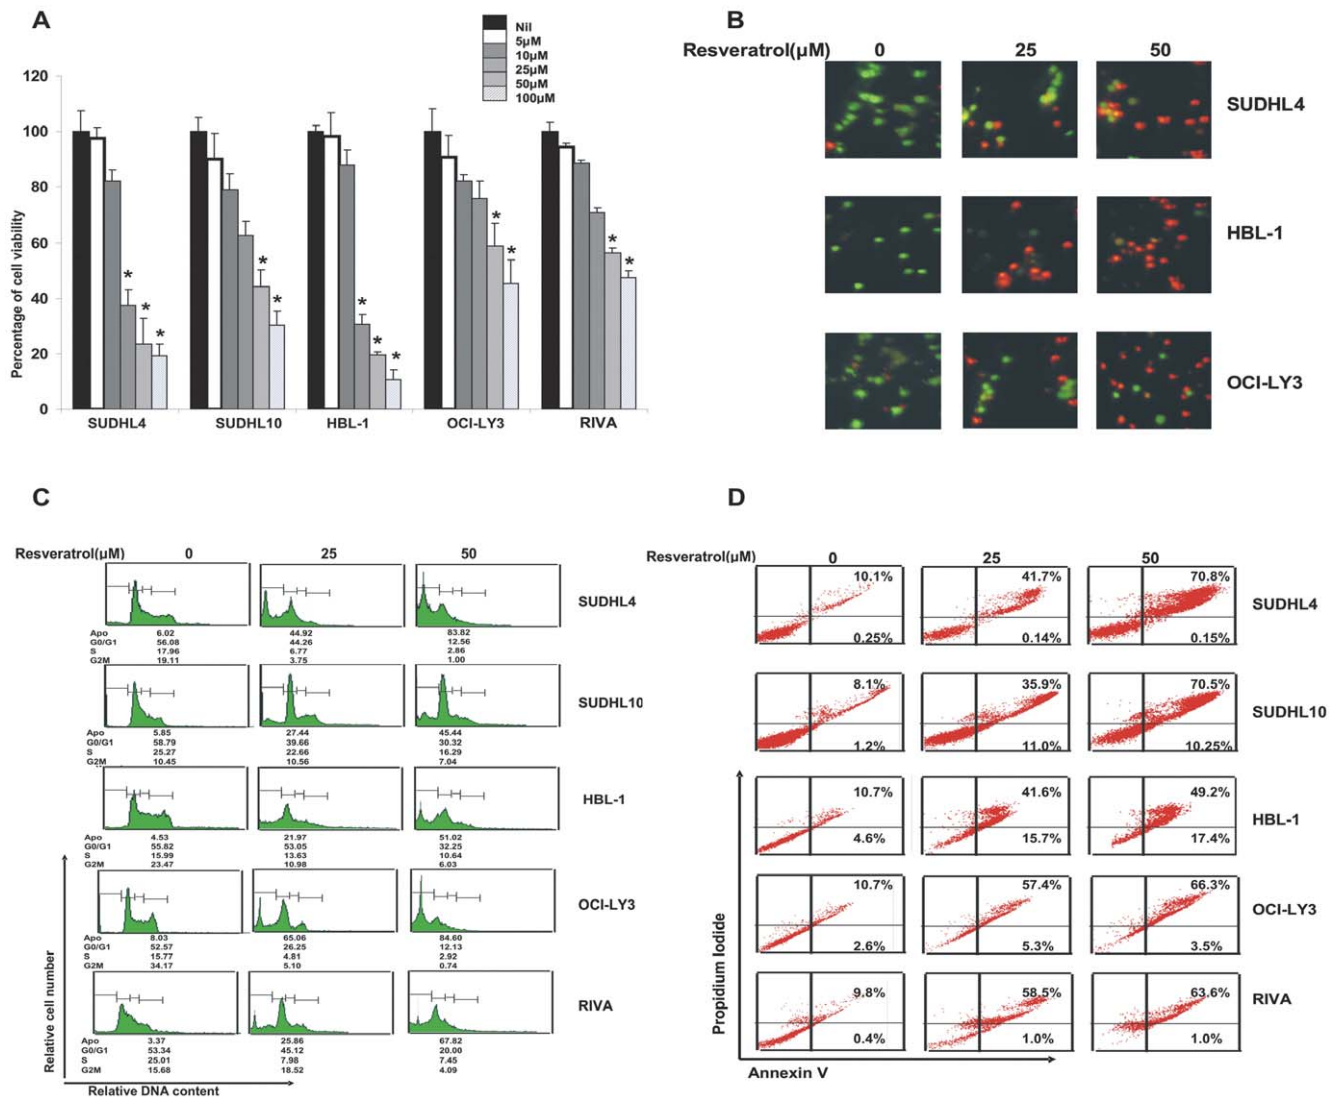 A
Nil
5µM
10µM
25µM
50µM
100µM
120
100
80
60
40
20
0
Percentage of cell viability
* * *
* *
* * *
* *
* *
SUDHL4 SUDHL10 HBL-1 OCI-LY3 RIVA
B
Resveratrol(µM) 0 25 50
SUDHL4
HBL-1
OCI-LY3
C
Resveratrol(µM) 0 25 50
SUDHL4
Apo 6.02 44.92 83.82
G0/G1 56.08 44.26 12.56
S 17.96 6.77 2.86
G2M 19.11 3.75 1.00
SUDHL10
Apo 5.85 27.44 45.44
G0/G1 58.79 39.66 30.32
S 25.27 22.66 16.29
G2M 10.45 10.56 7.04
HBL-1
Apo 4.53 21.97 51.02
G0/G1 55.82 53.05 32.25
S 15.99 13.63 10.64
G2M 23.47 10.98 6.03
OCI-LY3
Apo 8.03 65.06 84.60
G0/G1 52.57 26.25 12.13
S 15.77 4.81 2.92
G2M 34.17 5.10 0.74
RIVA
Apo 3.37 25.86 67.82
G0/G1 53.34 45.12 20.00
S 25.01 7.98 7.45
G2M 15.68 18.52 4.09
Relative cell number
Relative DNA content
D
Resveratrol(µM) 0 25 50
10.1% 41.7% 70.8%
SUDHL4
0.25% 0.14% 0.15%
8.1% 35.9% 70.5%
SUDHL10
1.2% 11.0% 10.25%
10.7% 41.6% 49.2%
HBL-1
4.6% 15.7% 17.4%
10.7% 57.4% 66.3%
OCI-LY3
2.6% 5.3% 3.5%
9.8% 58.5% 63.6%
RIVA
0.4% 1.0% 1.0%
Propidium Iodide
Annexin V